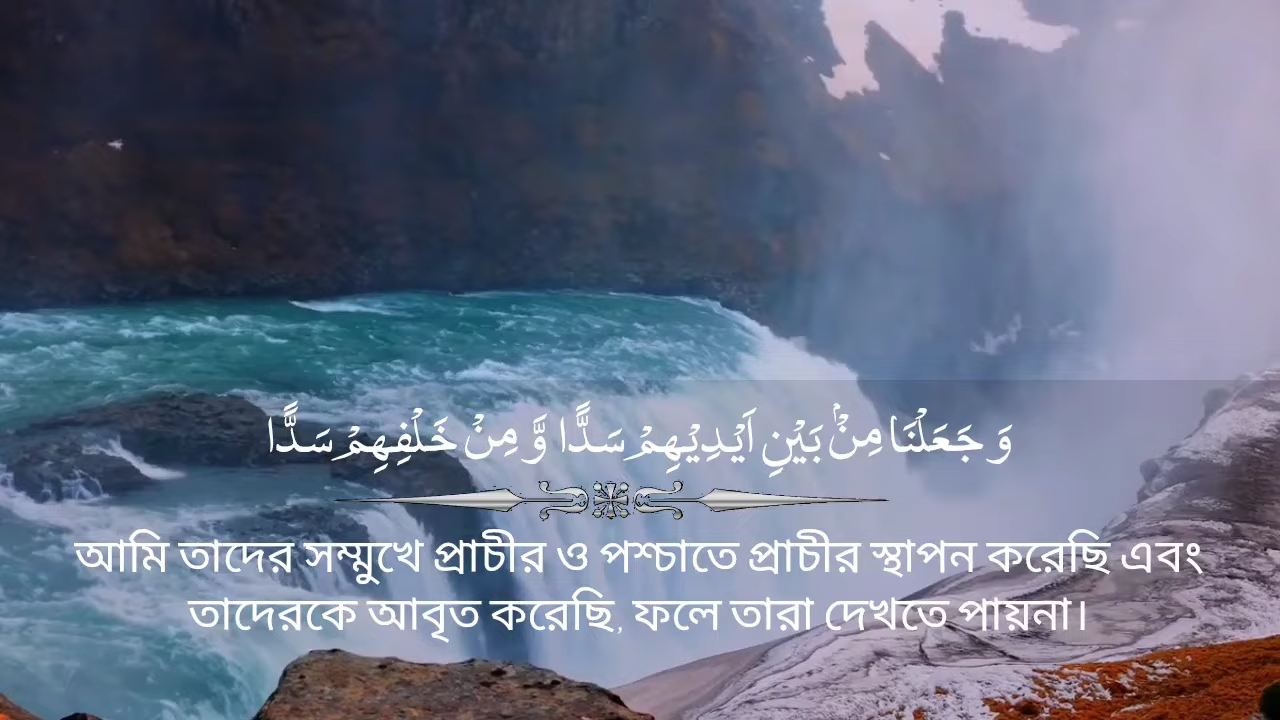 وَ جَعَلۡنَا مِنۡۢ بَیۡنِ اَیۡدِیۡهِمۡ سَدًّا وَّ مِنۡ خَلۡفِهِمۡ سَدًّا
আমি তাদের সম্মুখে প্রাচীর ও পশ্চাতে প্রাচীর স্থাপন করেছি এবং
তাদেরকে আবৃত করেছি, ফলে তারা দেখতে পায়না।